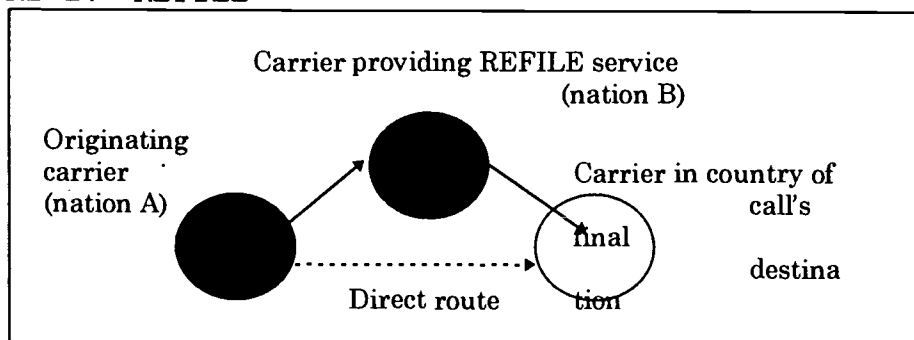 Carrier providing REFILE service
(nation B)
Originating
carrier
(nation A)
Carrier in country of
call's
final
destina
tion
Direct route